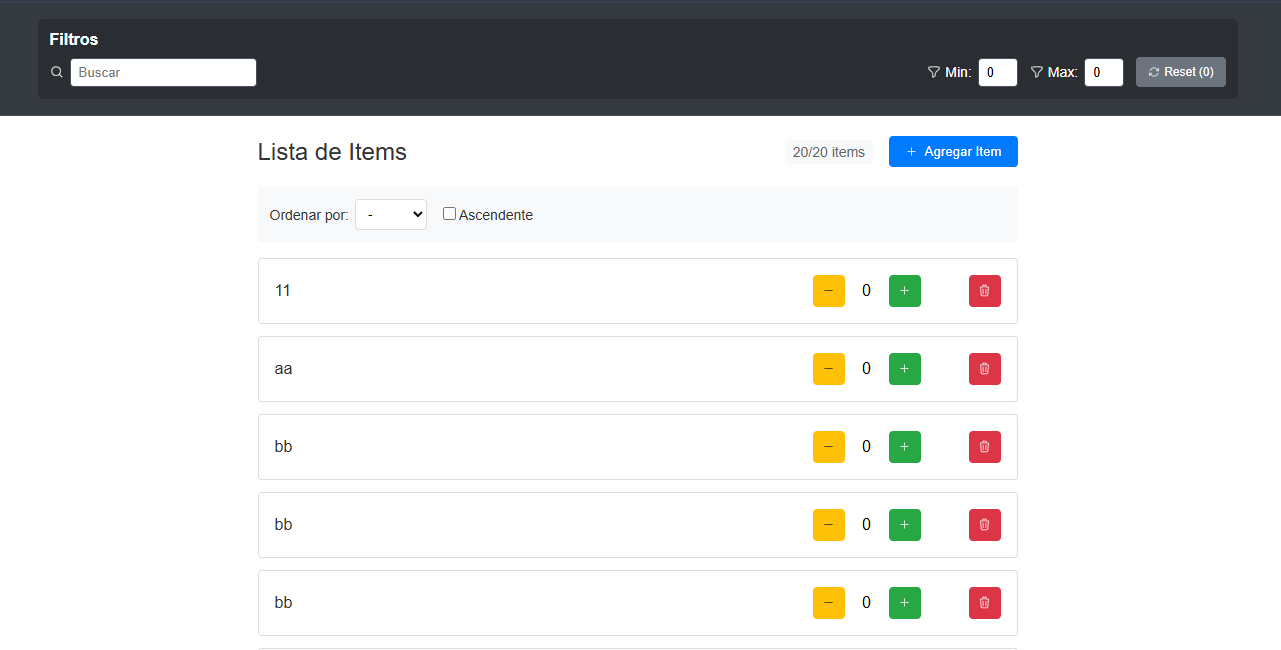 Filtros
Buscar Min: 0 Max: 0 Reset (0)
Lista de Items 20/20 items + Agregar Item
Ordenar por: - Ascendente
11 − 0 +
aa − 0 +
bb − 0 +
bb − 0 +
bb − 0 +